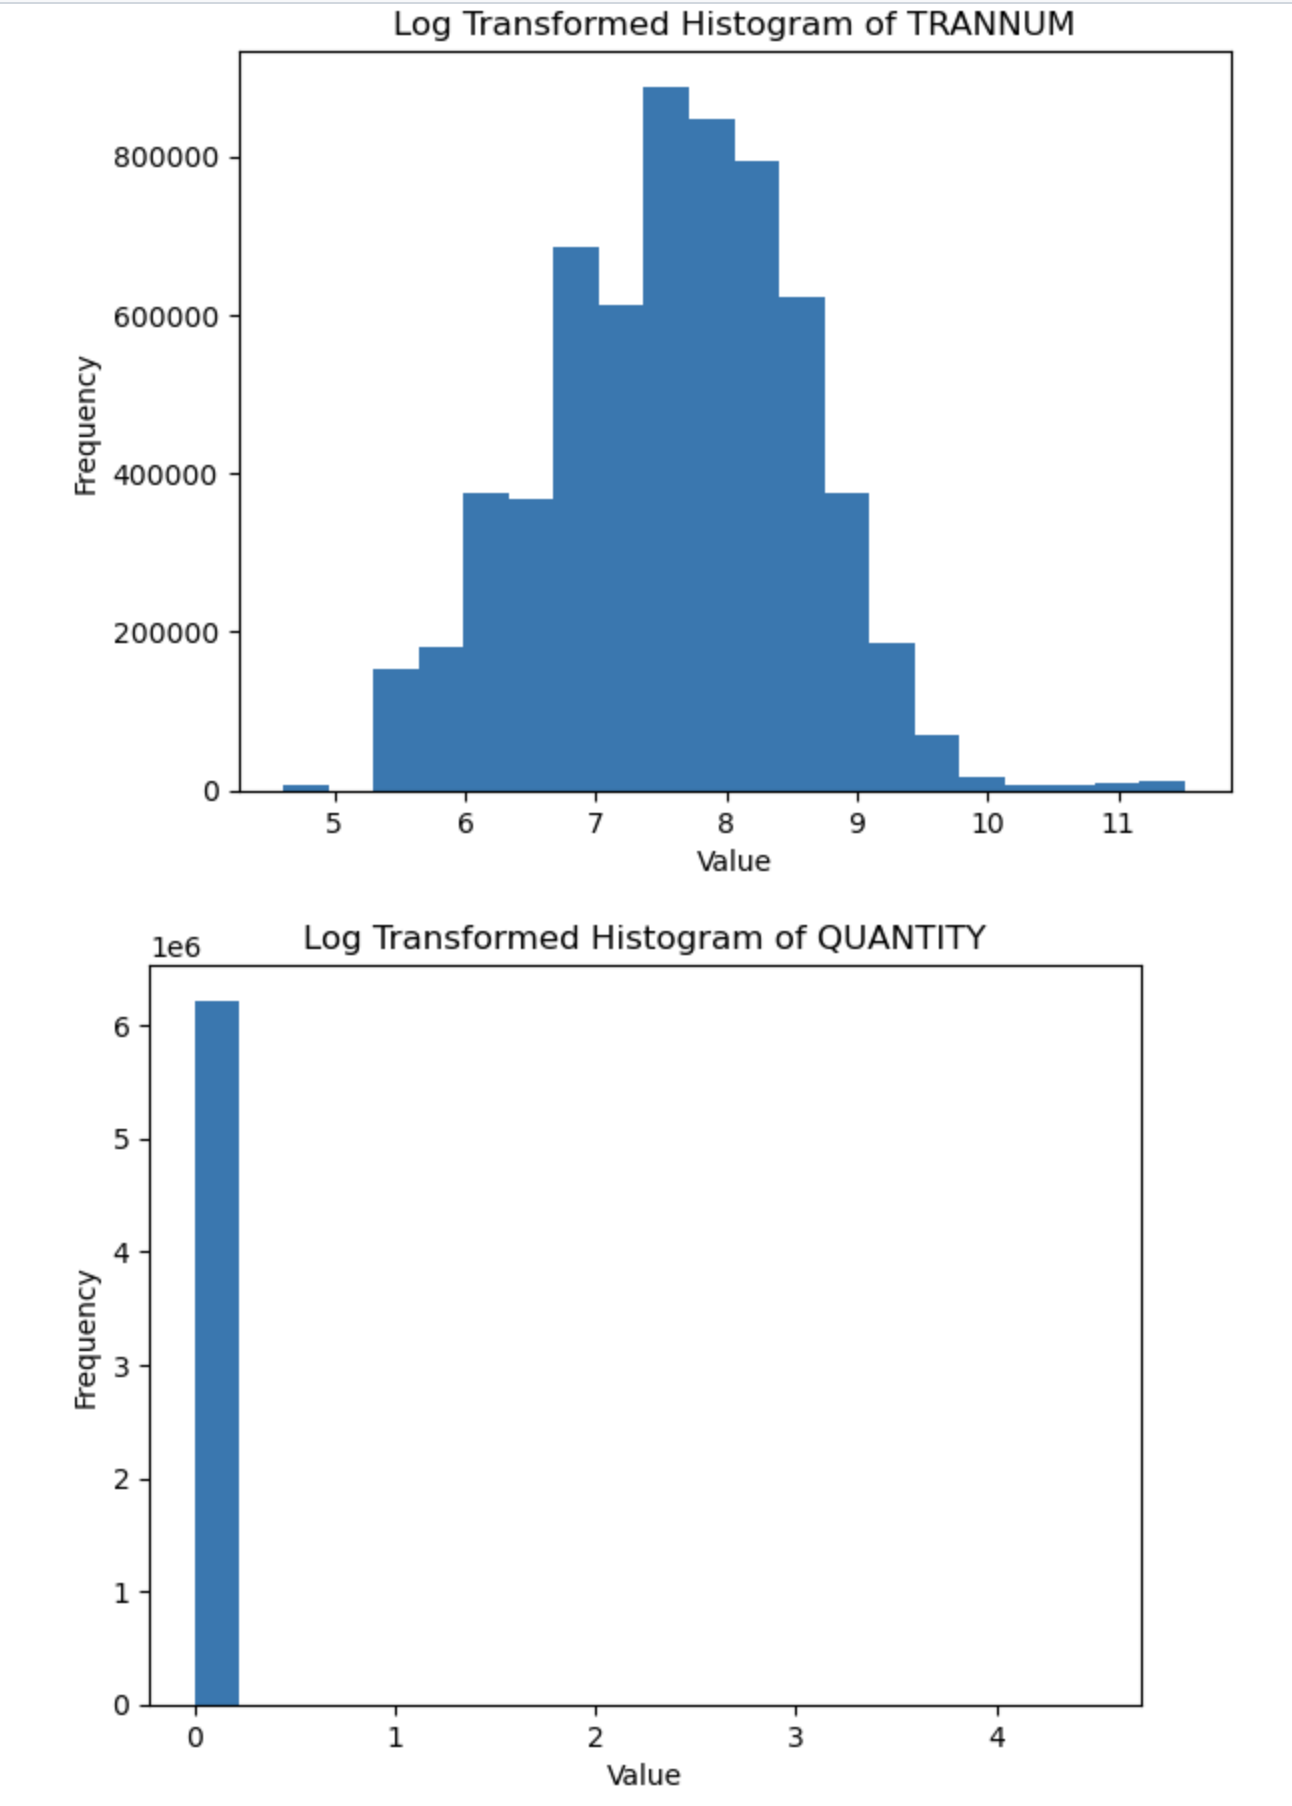 Log Transformed Histogram of TRANNUM
800000
600000
400000
200000
0
Frequency
5 6 7 8 9 10 11
Value
Log Transformed Histogram of QUANTITY
1e6
6
5
4
3
2
1
0
Frequency
0 1 2 3 4
Value